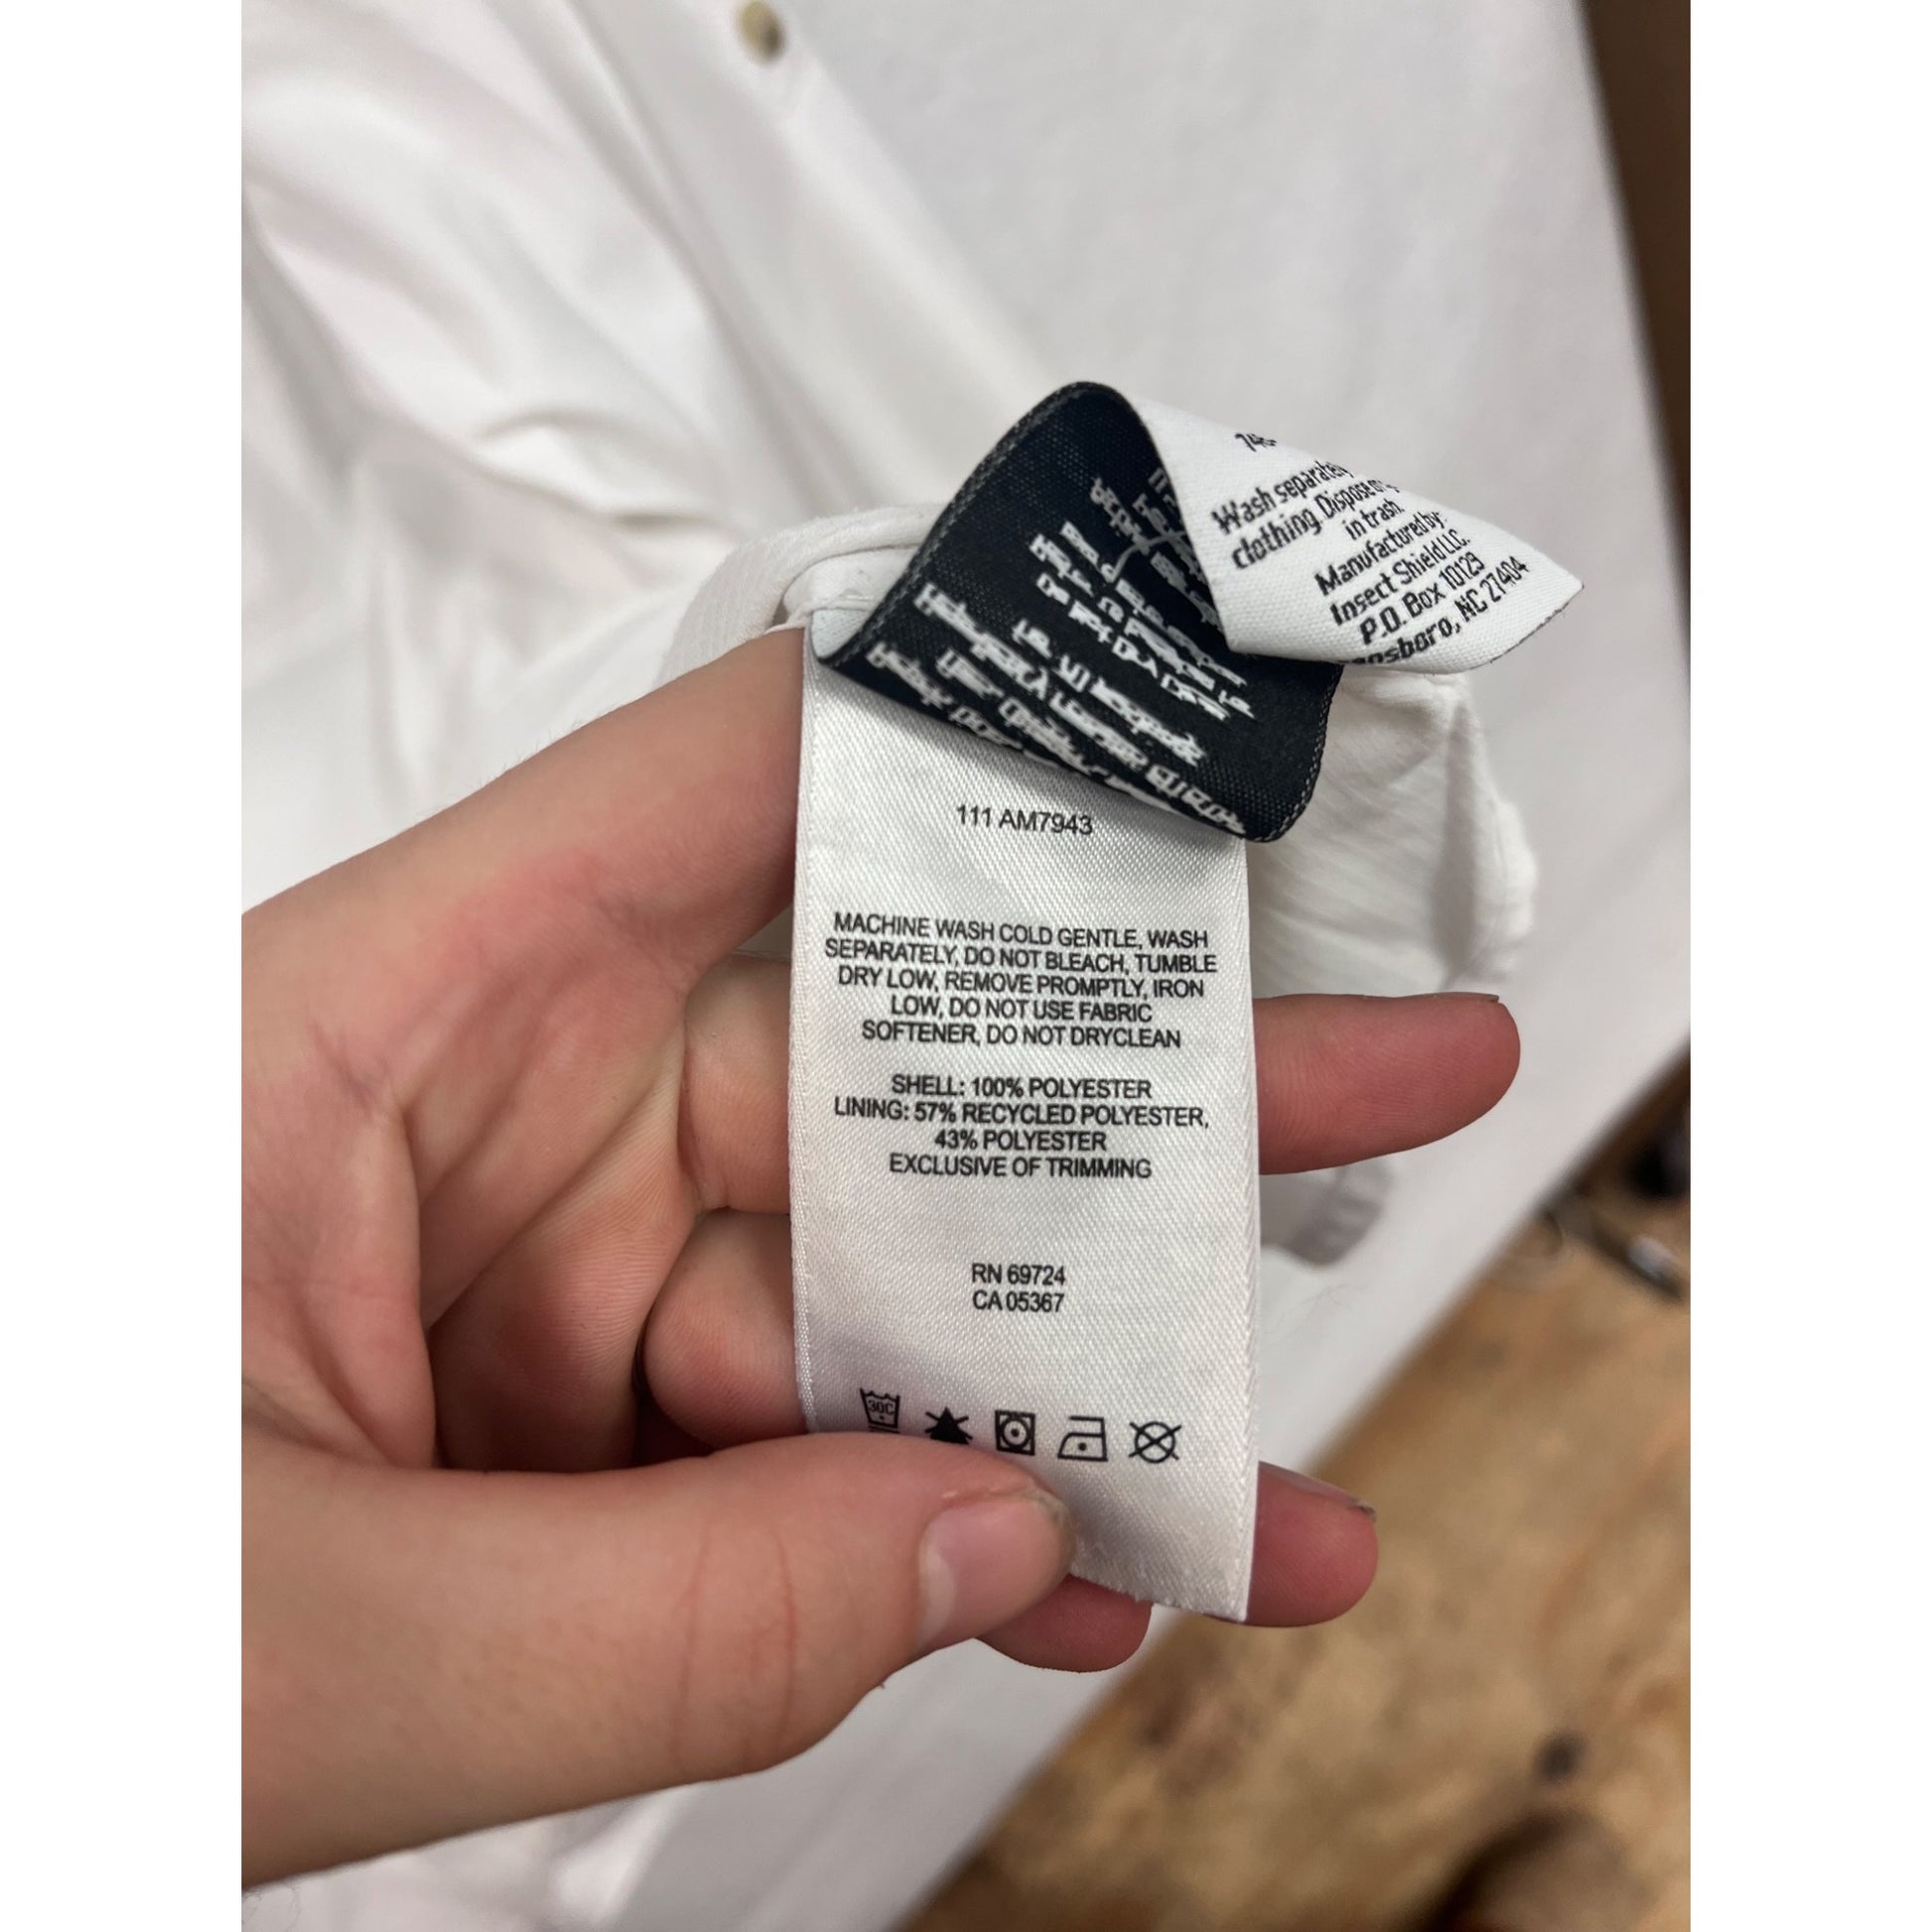 Wash separately
clothing. Dispose of
in trash.
Manufactured by:
Insect Shield LLC.
P.O. Box 10129
NC 27404
111 AM7943
MACHINE WASH COLD GENTLE, WASH
SEPARATELY, DO NOT BLEACH, TUMBLE
DRY LOW, REMOVE PROMPTLY, IRON
LOW, DO NOT USE FABRIC
SOFTENER, DO NOT DRYCLEAN
SHELL: 100% POLYESTER
LINING: 57% RECYCLED POLYESTER,
43% POLYESTER
EXCLUSIVE OF TRIMMING
RN 69724
CA 05367
30C